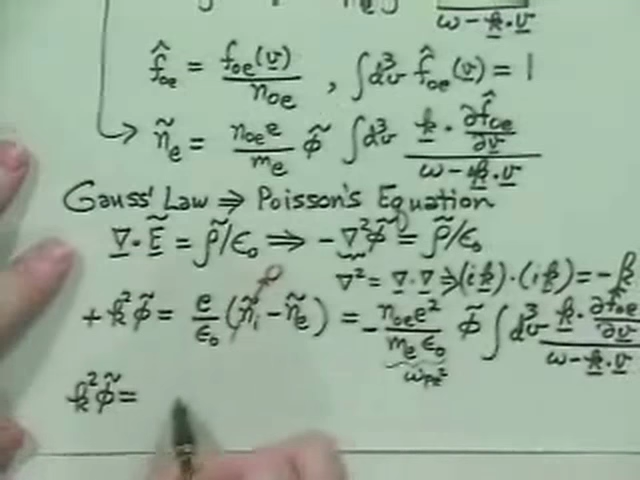 ω - k · v
f̂₀ₑ = f₀ₑ(v) / n₀ₑ , ∫d³v f̂₀ₑ(v) = 1
→ ñₑ = n₀ₑe / mₑ φ̃ ∫d³v k · ∂f̂₀ₑ/∂v / ω - k · v
Gauss' Law ⇒ Poisson's Equation
∇ · Ẽ = ρ̃/ϵ₀ ⇒ -∇²φ̃ = ρ̃/ϵ₀
∇² = ∇ · ∇ ⇒ (ik) · (ik) = -k
+ k²φ̃ = e/ϵ₀ (ñᵢ - ñₑ) = - n₀ₑe² / mₑϵ₀ φ̃ ∫d³v k · ∂f̂₀ₑ/∂v / ω - k · v
0
ωₚₑ²
k²φ̃ =